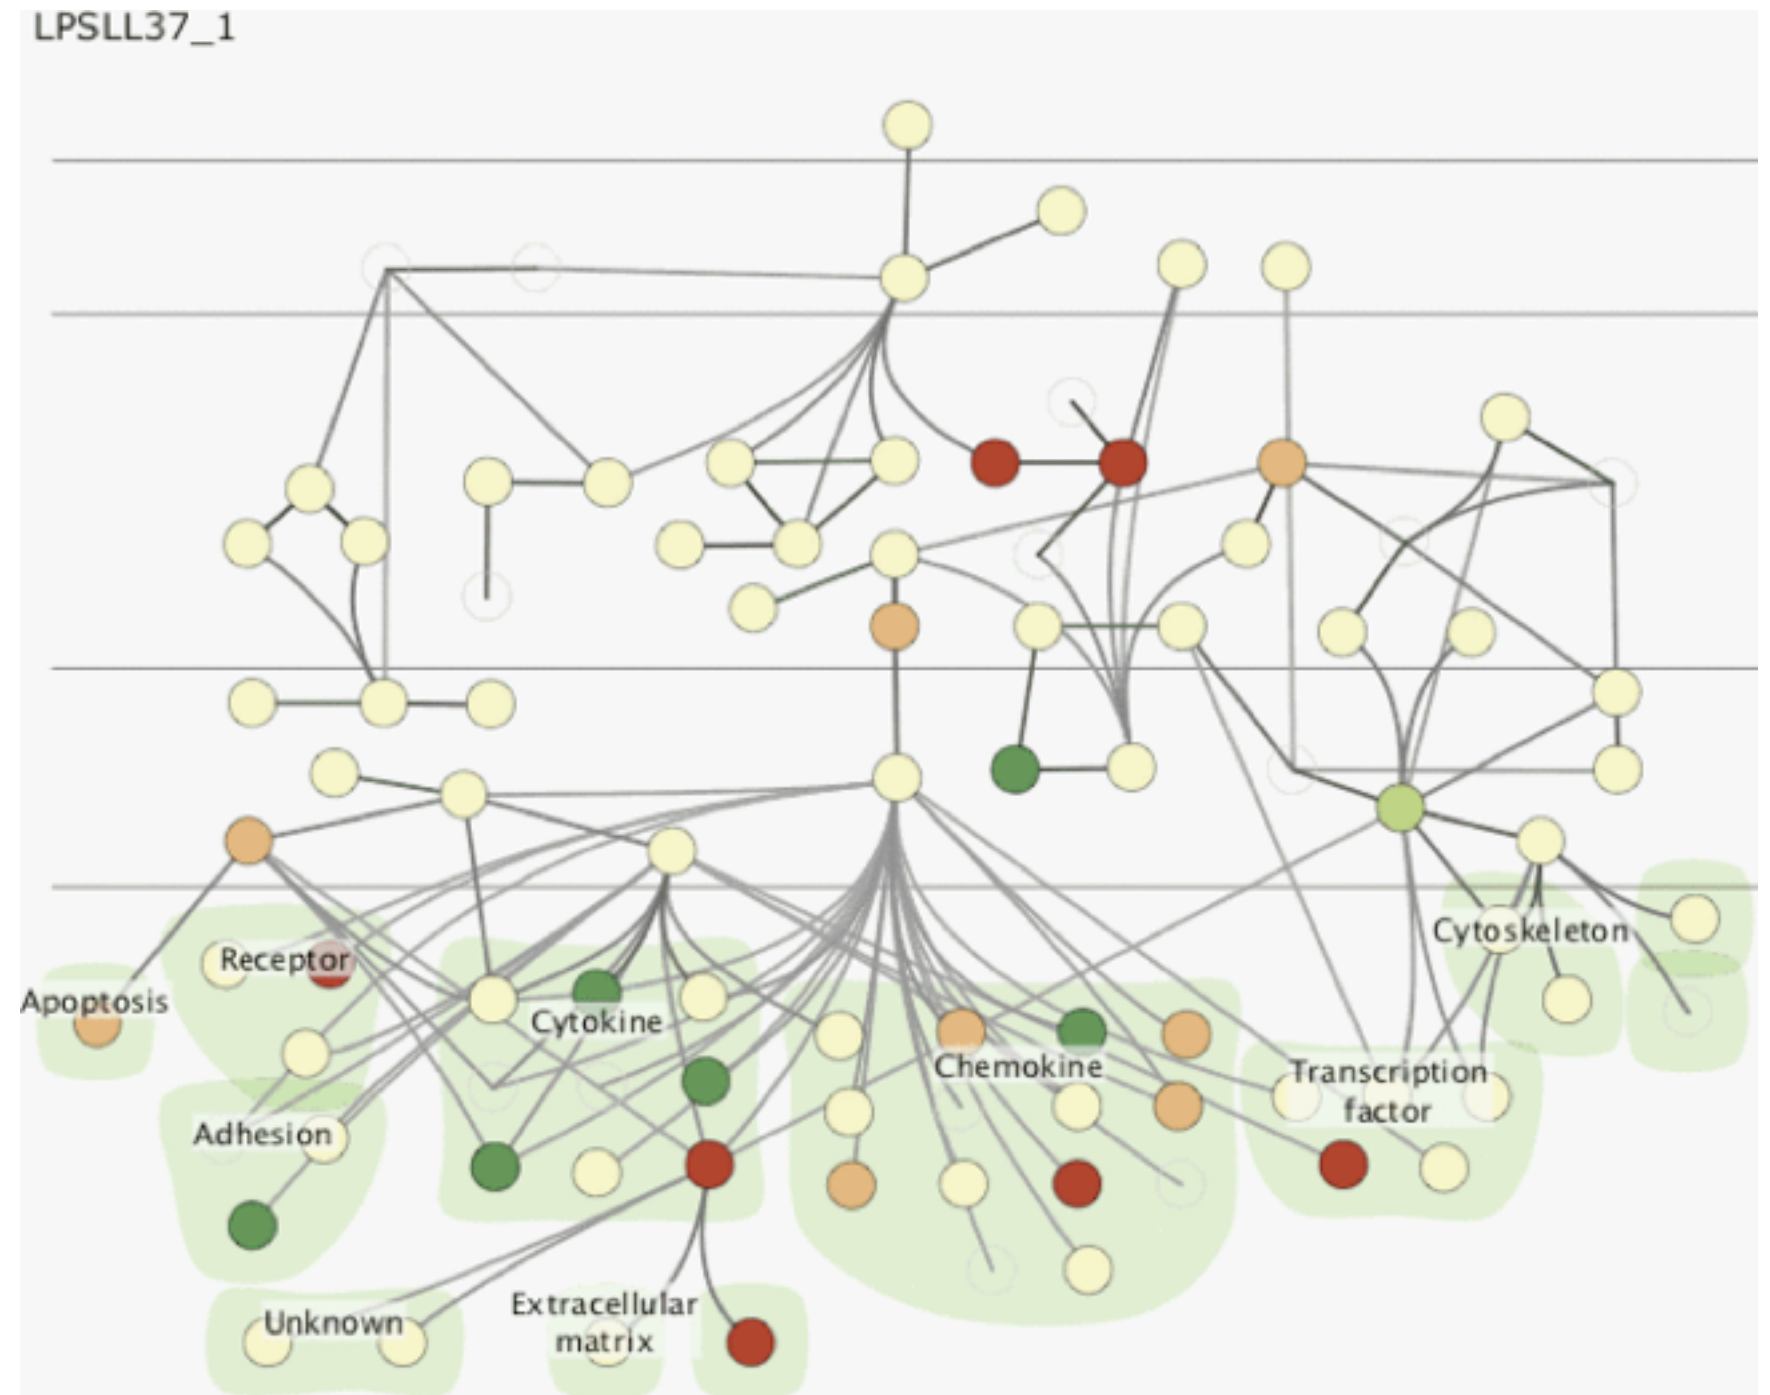 LPSLL37_1
Cytoskeleton
Receptor
Apoptosis
Cytokine
Chemokine
Transcription
factor
Adhesion
Unknown
Extracellular
matrix